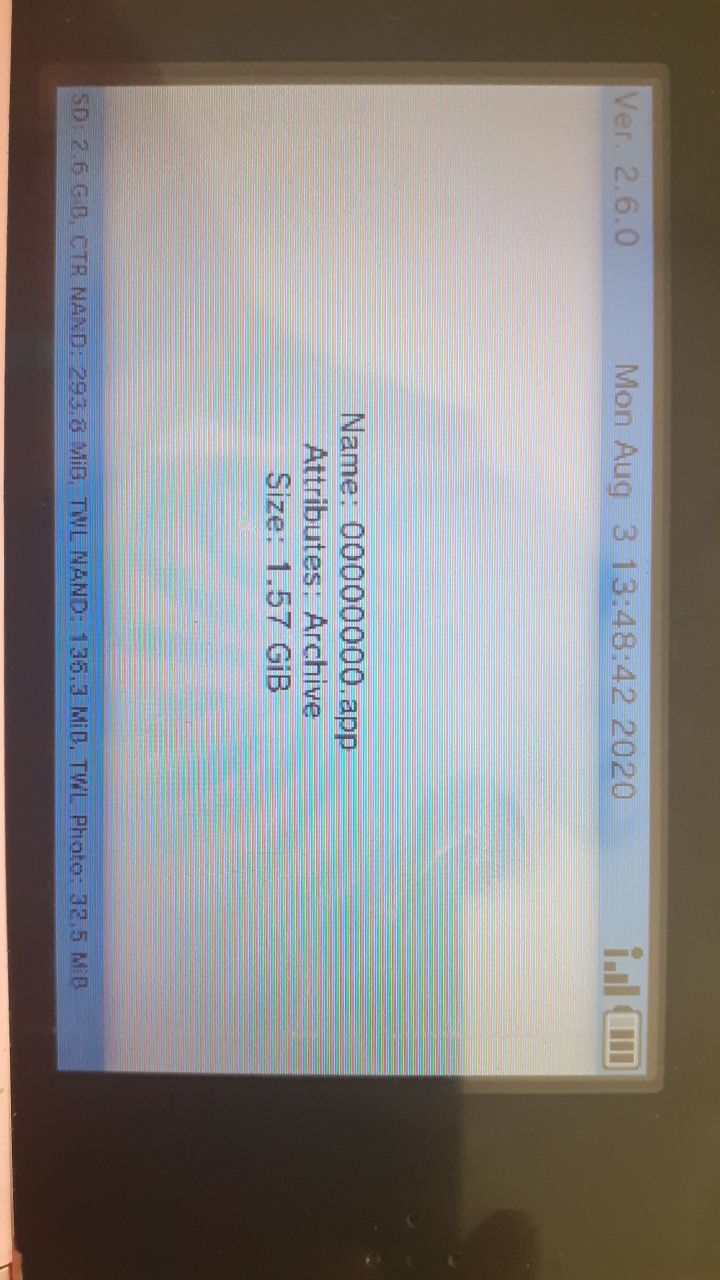 Ver. 2.6.0 Mon Aug 3 13:48:42 2020
Name: 00000000.app
Attributes: Archive
Size: 1.57 GiB
SD: 2.6 GiB, CTR NAND: 293.8 MiB, TWL NAND: 136.3 MiB, TWL Photo: 32.5 MiB